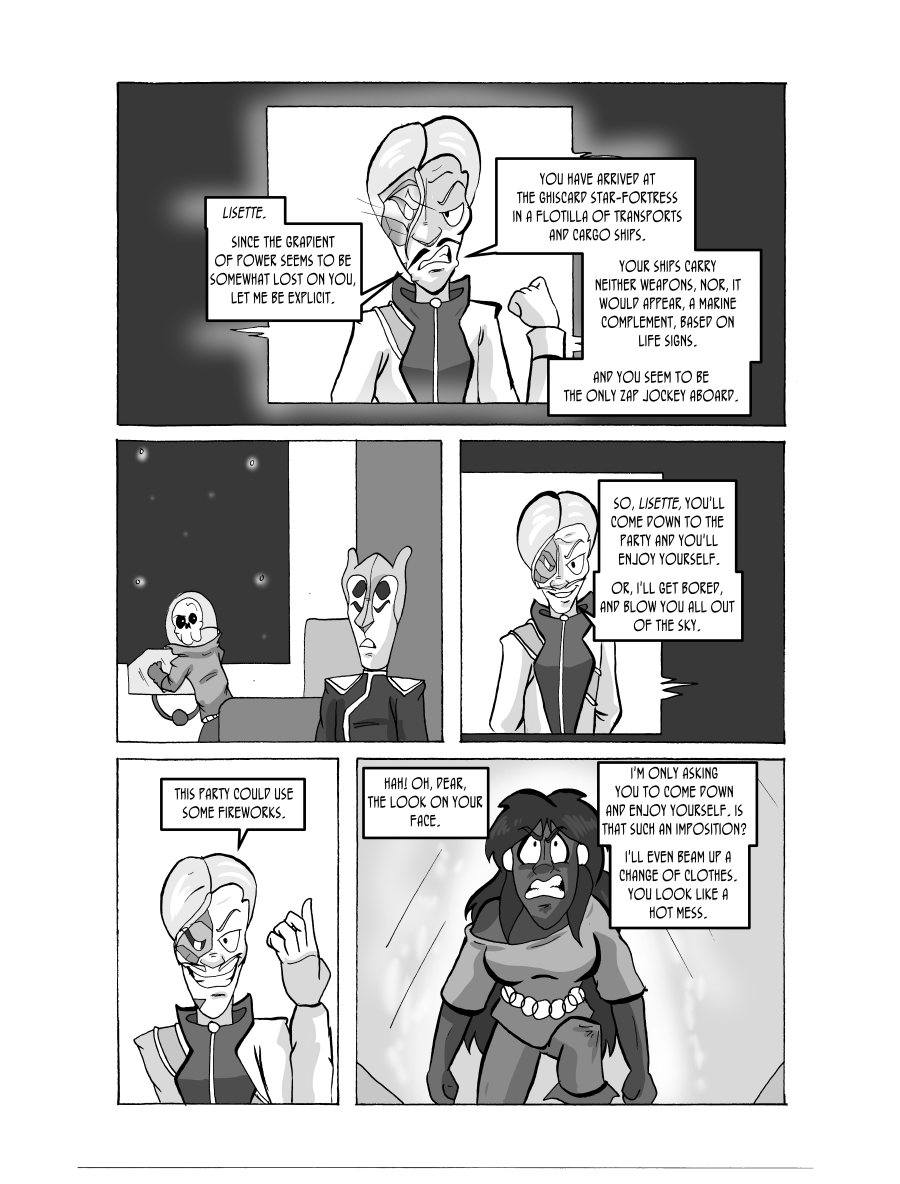 LISETTE.
SINCE THE GRADIENT
OF POWER SEEMS TO BE
SOMEWHAT LOST ON YOU,
LET ME BE EXPLICIT.
YOU HAVE ARRIVED AT
THE GHISCARD STAR-FORTRESS
IN A FLOTILLA OF TRANSPORTS
AND CARGO SHIPS.
YOUR SHIPS CARRY
NEITHER WEAPONS, NOR, IT
WOULD APPEAR, A MARINE
COMPLEMENT, BASED ON
LIFE SIGNS.
AND YOU SEEM TO BE
THE ONLY ZAP JOCKEY ABOARD.
SO, LISETTE, YOU'LL
COME DOWN TO THE
PARTY AND YOU'LL
ENJOY YOURSELF.
OR, I'LL GET BORED,
AND BLOW YOU ALL OUT
OF THE SKY.
THIS PARTY COULD USE
SOME FIREWORKS.
HAH! OH, DEAR,
THE LOOK ON YOUR
FACE.
I'M ONLY ASKING
YOU TO COME DOWN
AND ENJOY YOURSELF. IS
THAT SUCH AN IMPOSITION?
I'LL EVEN BEAM UP A
CHANGE OF CLOTHES.
YOU LOOK LIKE A
HOT MESS.